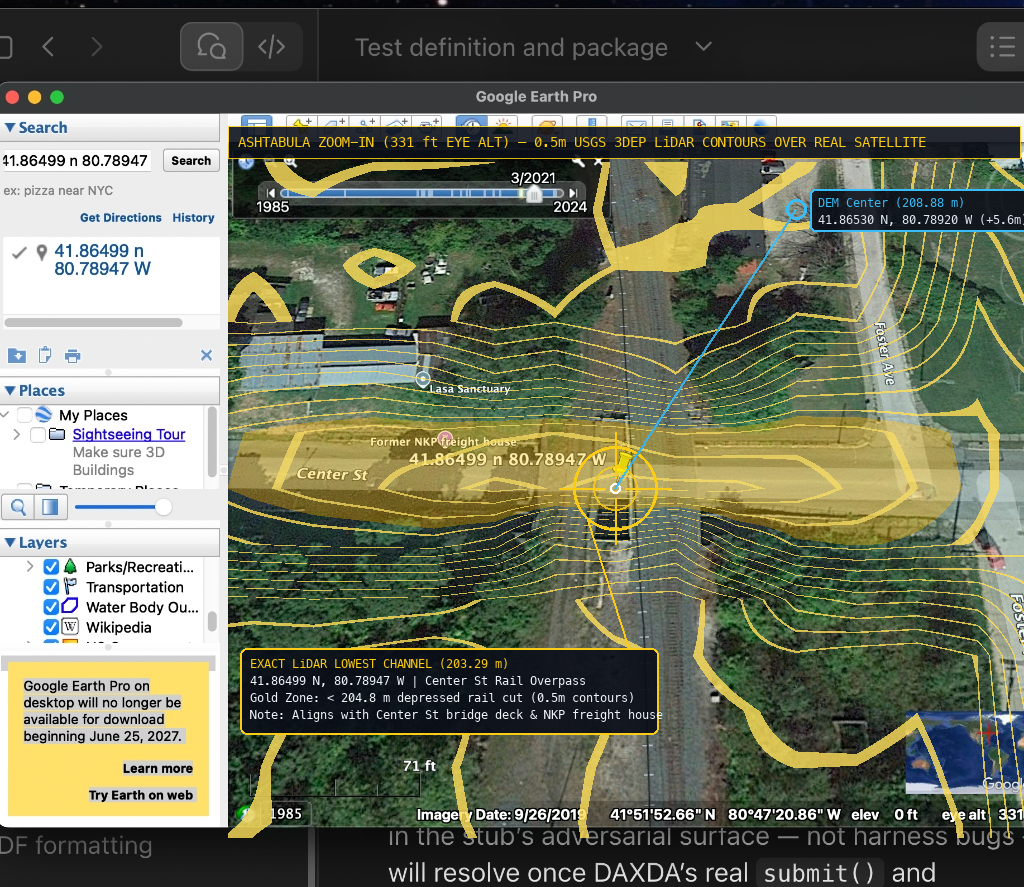 Test definition and package
Google Earth Pro
Search
41.86499 n 80.78947
Search
ex: pizza near NYC
Get Directions
History
41.86499 n
80.78947 W
Places
My Places
Sightseeing Tour
Make sure 3D
Buildings
Layers
Parks/Recreati...
Transportation
Water Body Ou...
Wikipedia
Google Earth Pro on
desktop will no longer be
available for download
beginning June 25, 2027.
Learn more
Try Earth on web
ASHTABULA ZOOM-IN (331 ft EYE ALT) — 0.5m USGS 3DEP LiDAR CONTOURS OVER REAL SATELLITE
3/2021
1985
2024
DEM Center (208.88 m)
41.86530 N, 80.78920 W (+5.6m
Foster Ave
Lasa Sanctuary
Former NKP freight house
41.86499 n 80.78947 W
Center St
EXACT LiDAR LOWEST CHANNEL (203.29 m)
41.86499 N, 80.78947 W | Center St Rail Overpass
Gold Zone: < 204.8 m depressed rail cut (0.5m contours)
Note: Aligns with Center St bridge deck & NKP freight house
71 ft
1985
Imagery Date: 9/26/2019
41°51'52.66" N
80°47'20.86" W
elev
0 ft
eye alt
331
DF formatting
in the stub's adversarial surface — not harness bugs
will resolve once DAXDA's real submit() and